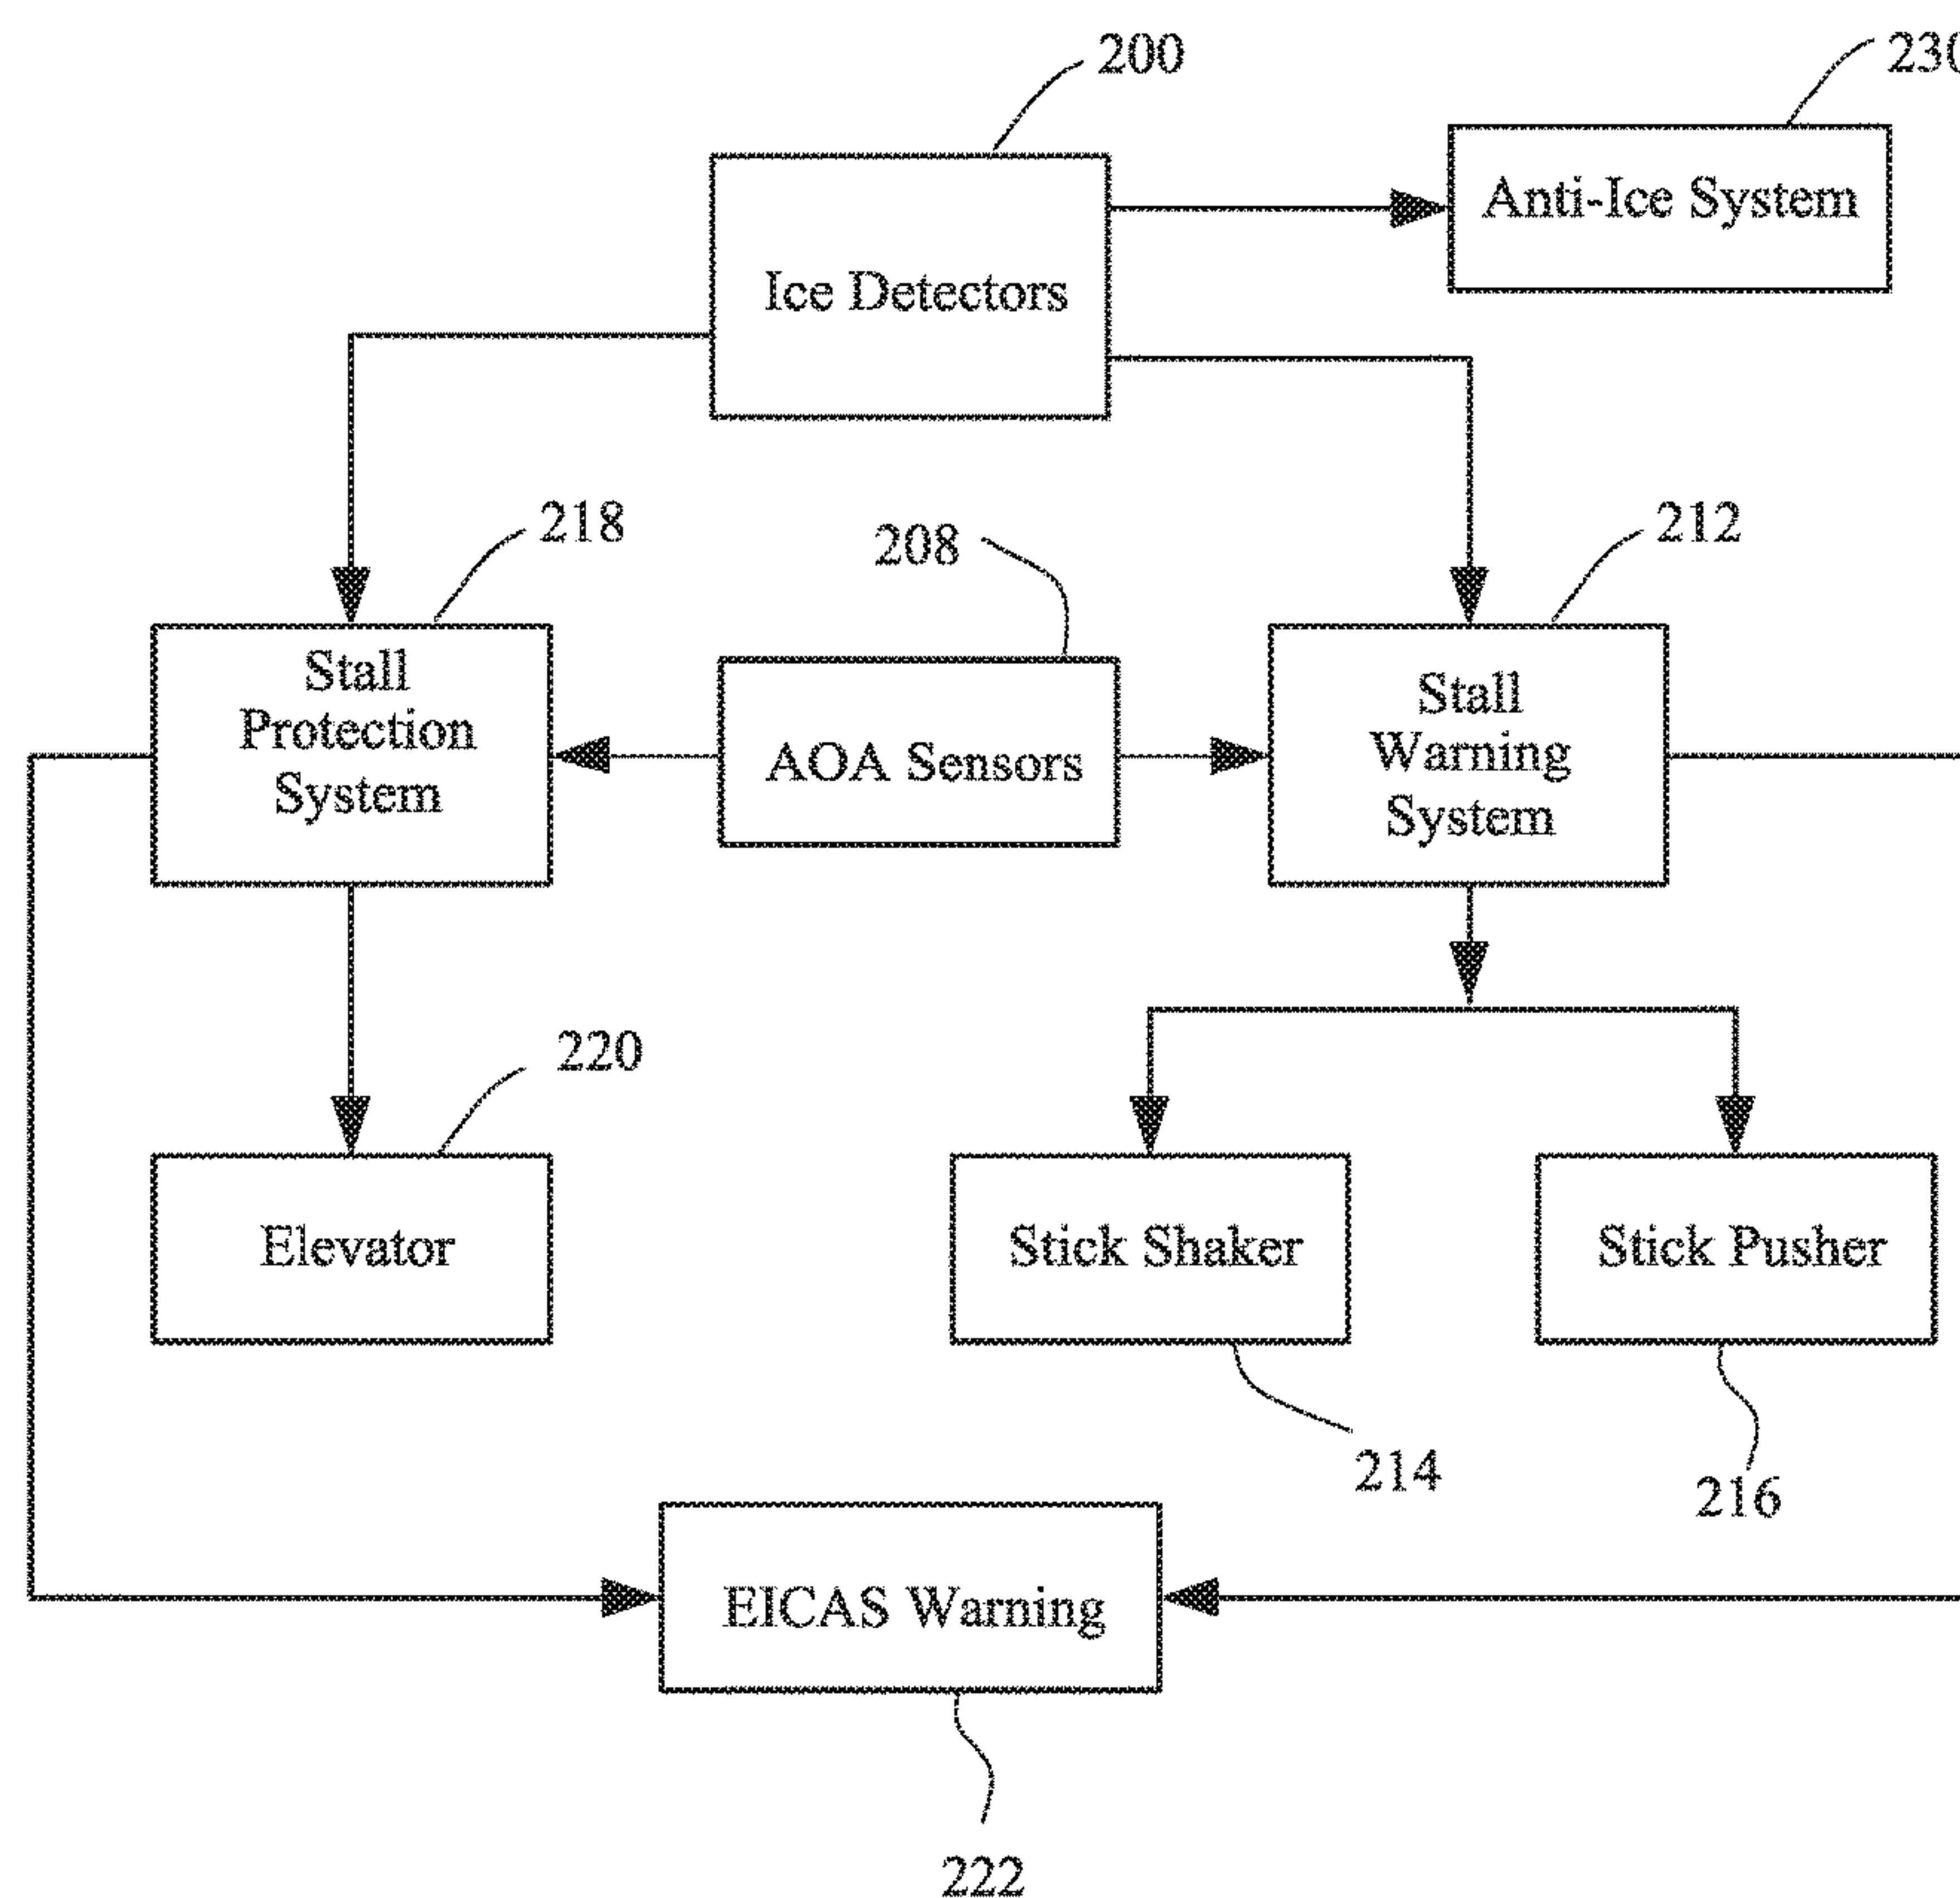 200
230
Anti-Ice System
Ice Detectors
218
208
212
Stall
Protection
System
AOA Sensors
Stall
Warning
System
220
Elevator
Stick Shaker
Stick Pusher
214
216
EICAS Warning
222